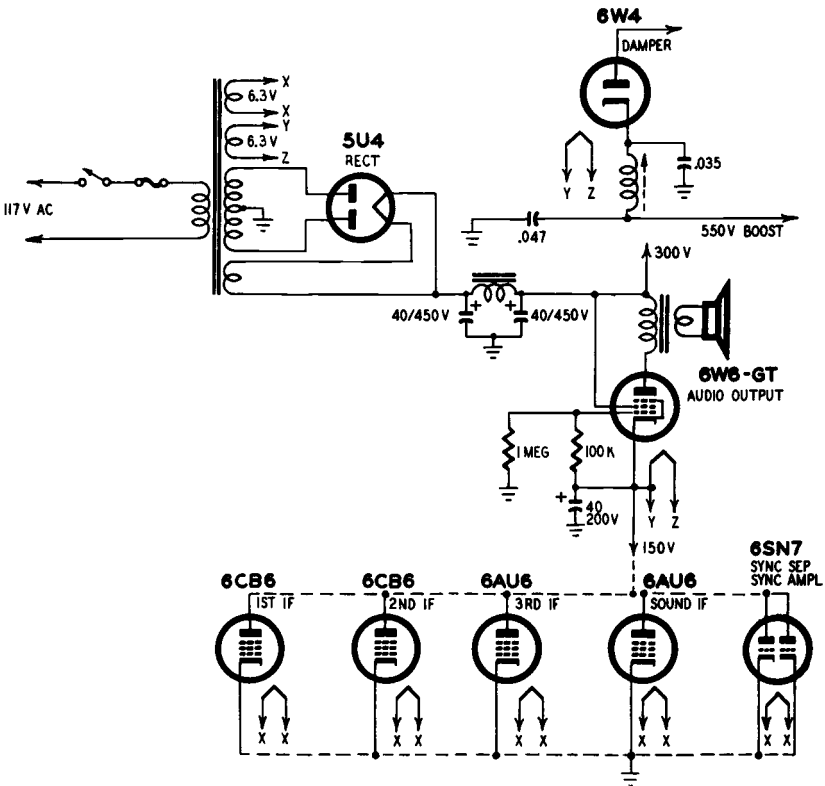 6W4
DAMPER
X
6.3V
X
Y
6.3V
Z
5U4
RECT
.035
Y Z
117V AC
.047
550V BOOST
300V
+
+
40/450V
40/450V
6W6-GT
AUDIO OUTPUT
1 MEG
100K
+
40
200V
Y Z
150V
6SN7
SYNC SEP
SYNC AMPL
6CB6
1ST IF
6CB6
2ND IF
6AU6
3RD IF
6AU6
SOUND IF
X X
X X
X X
X X
X X